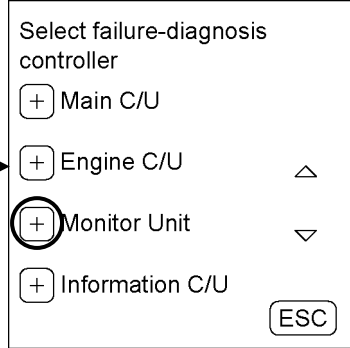 Select failure-diagnosis
controller
+ Main C/U
+ Engine C/U
+ Monitor Unit
+ Information C/U
ESC